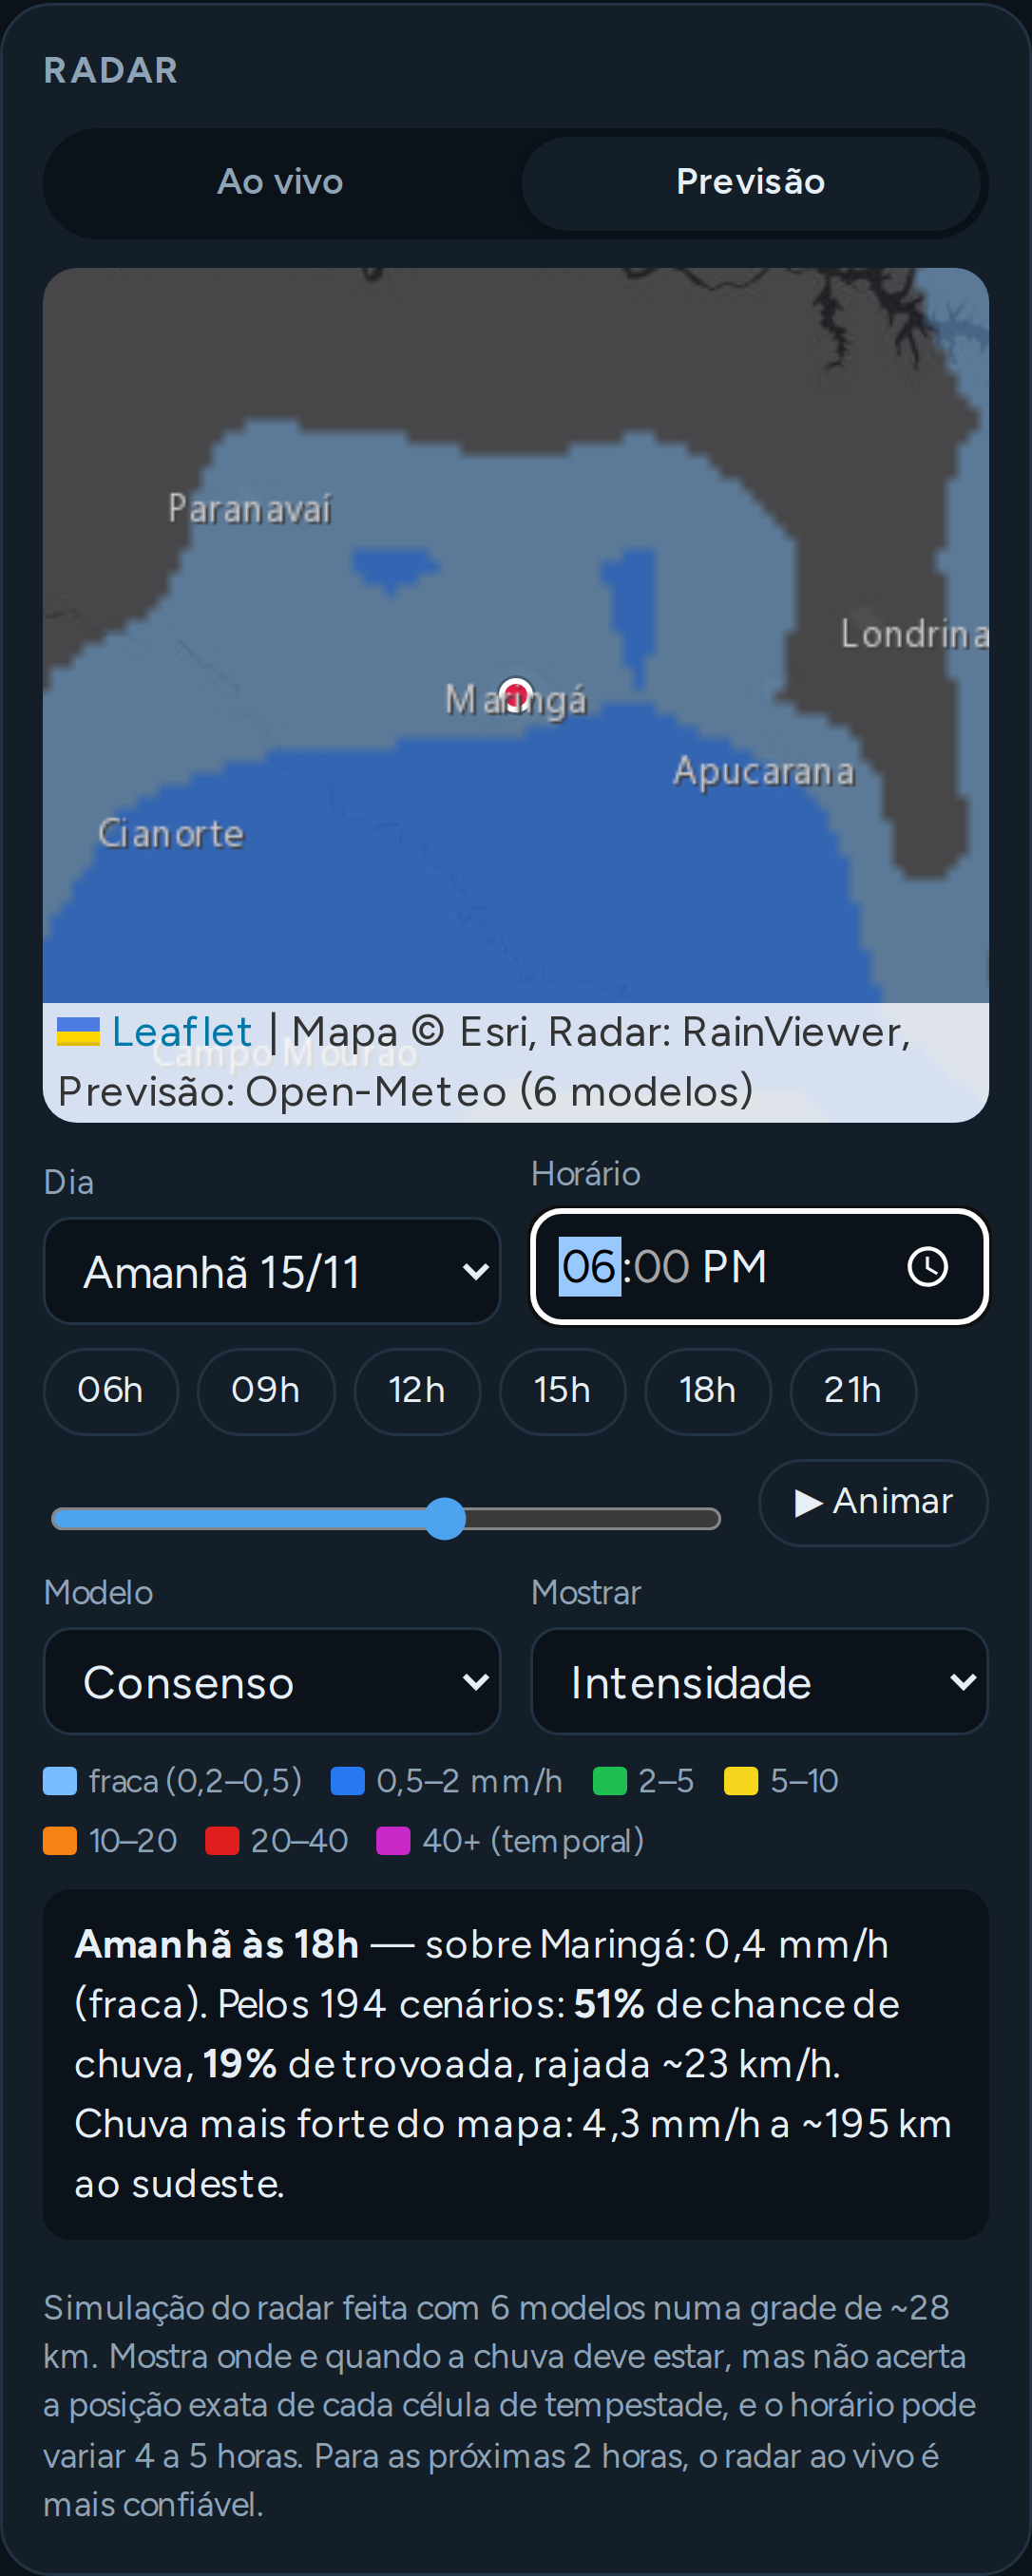 RADAR
Ao vivo
Previsão
Paranavaí
Londrina
Maringá
Apucarana
Cianorte
Campo Mourão
Leaflet | Mapa © Esri, Radar: RainViewer,
Previsão: Open-Meteo (6 modelos)
Dia
Horário
Amanhã 15/11
06:00 PM
06h 09h 12h 15h 18h 21h
▶ Animar
Modelo
Mostrar
Consenso
Intensidade
fraca (0,2–0,5) 0,5–2 mm/h 2–5 5–10
10–20 20–40 40+ (temporal)
Amanhã às 18h — sobre Maringá: 0,4 mm/h
(fraca). Pelos 194 cenários: 51% de chance de
chuva, 19% de trovoada, rajada ~23 km/h.
Chuva mais forte do mapa: 4,3 mm/h a ~195 km
ao sudeste.
Simulação do radar feita com 6 modelos numa grade de ~28
km. Mostra onde e quando a chuva deve estar, mas não acerta
a posição exata de cada célula de tempestade, e o horário pode
variar 4 a 5 horas. Para as próximas 2 horas, o radar ao vivo é
mais confiável.